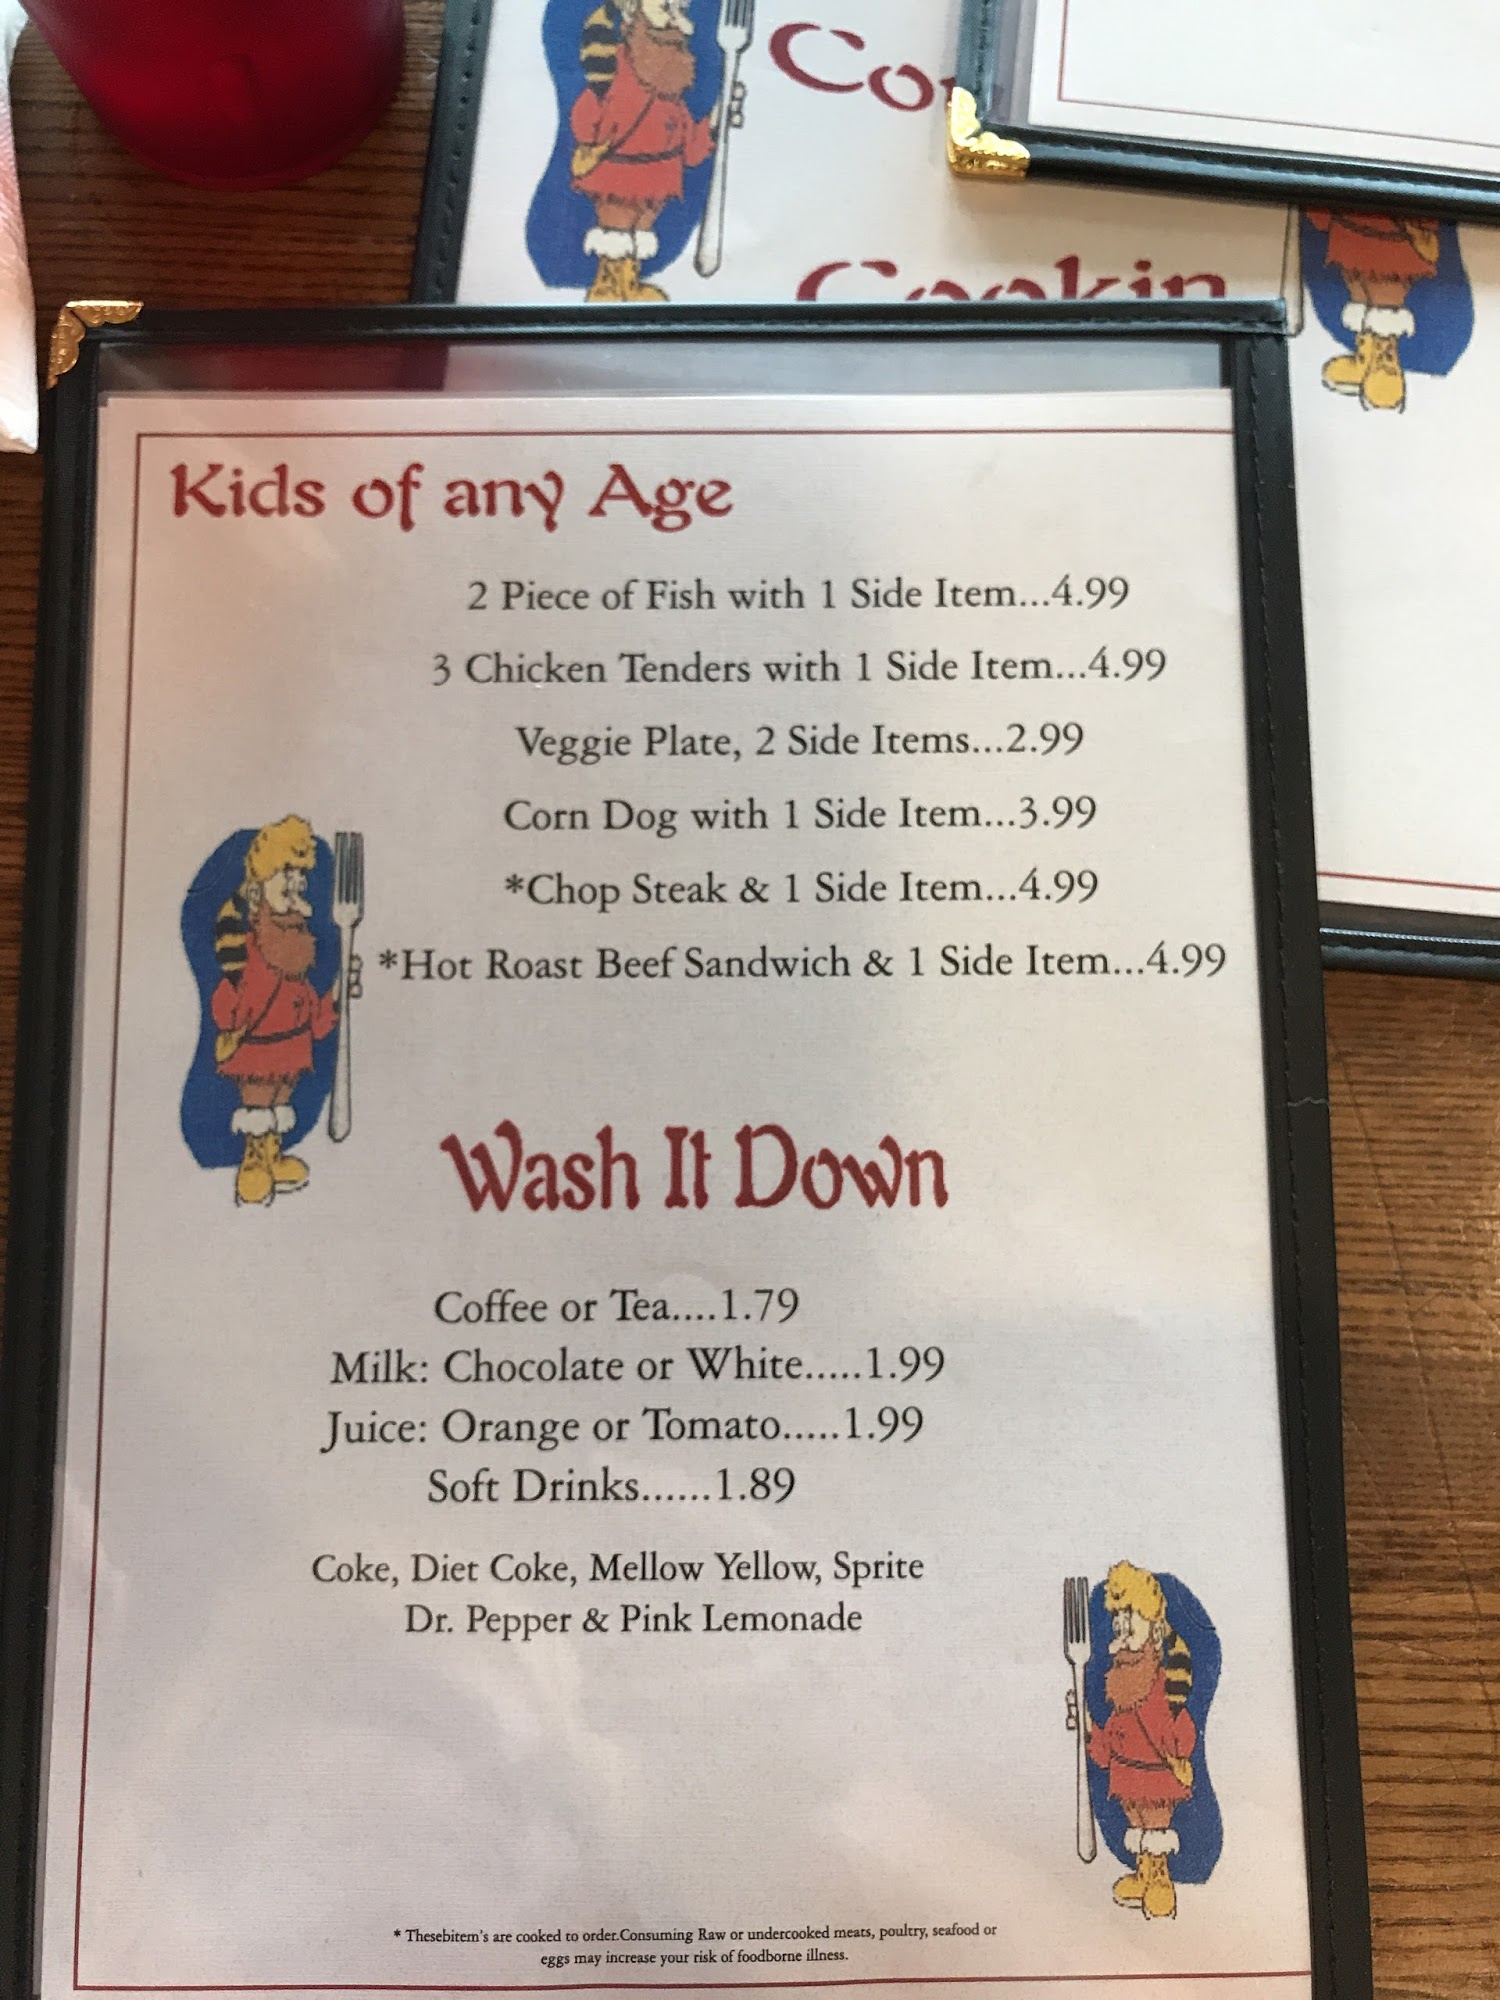 Kids of any Age
2 Piece of Fish with 1 Side Item...4.99
3 Chicken Tenders with 1 Side Item...4.99
Veggie Plate, 2 Side Items...2.99
Corn Dog with 1 Side Item...3.99
*Chop Steak & 1 Side Item...4.99
*Hot Roast Beef Sandwich & 1 Side Item...4.99
Wash It Down
Coffee or Tea....1.79
Milk: Chocolate or White.....1.99
Juice: Orange or Tomato.....1.99
Soft Drinks......1.89
Coke, Diet Coke, Mellow Yellow, Sprite
Dr. Pepper & Pink Lemonade
* Thesebitem's are cooked to order.Consuming Raw or undercooked meats, poultry, seafood or
eggs may increase your risk of foodborne illness.